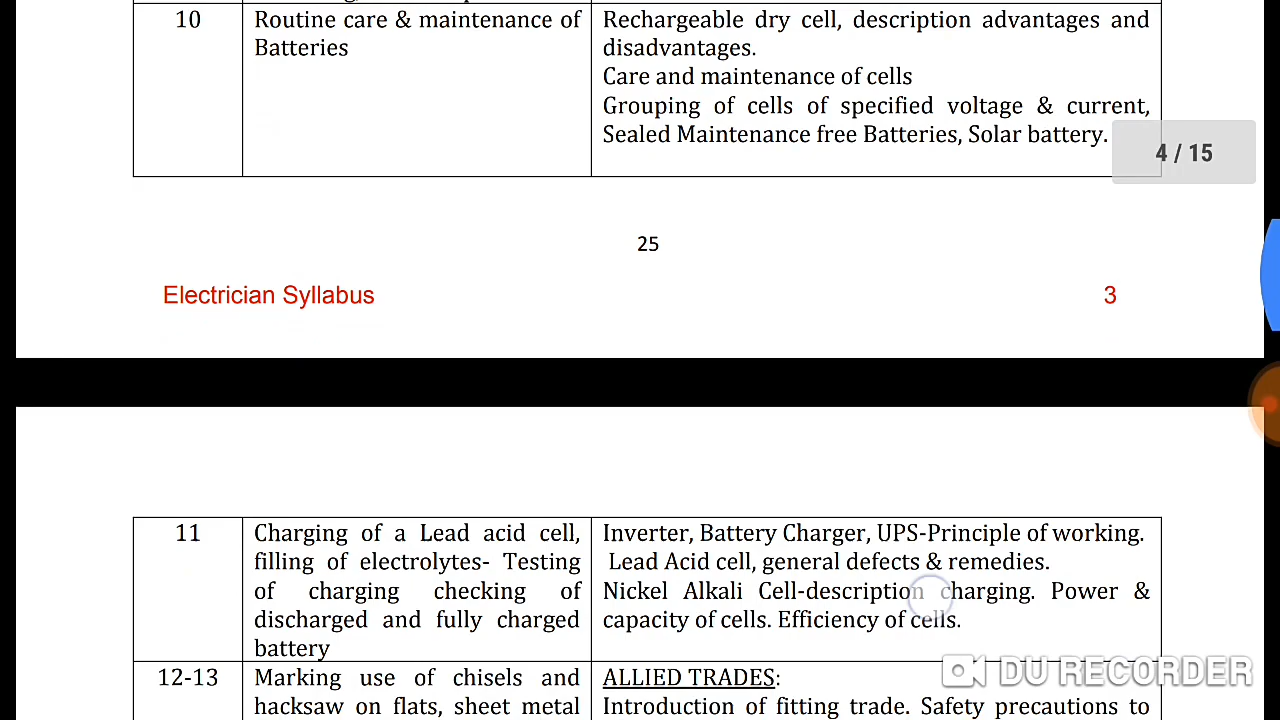 10
Routine care & maintenance of
Batteries
Rechargeable dry cell, description advantages and
disadvantages.
Care and maintenance of cells
Grouping of cells of specified voltage & current,
Sealed Maintenance free Batteries, Solar battery.
4 / 15
25
Electrician Syllabus
3
11
Charging of a Lead acid cell,
filling of electrolytes- Testing
of charging checking of
discharged and fully charged
battery
Inverter, Battery Charger, UPS-Principle of working.
Lead Acid cell, general defects & remedies.
Nickel Alkali Cell-description charging. Power &
capacity of cells. Efficiency of cells.
12-13
Marking use of chisels and
hacksaw on flats, sheet metal
ALLIED TRADES:
Introduction of fitting trade. Safety precautions to
DU RECORDER